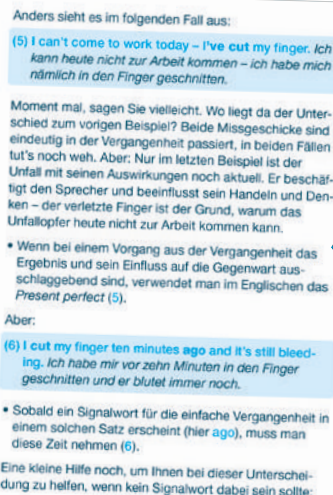 Anders sieht es im folgenden Fall aus:
(5) I can't come to work today – I've cut my finger. Ich
kann heute nicht zur Arbeit kommen – ich habe mich
nämlich in den Finger geschnitten.
Moment mal, sagen Sie vielleicht. Wo liegt da der Unter-
schied zum vorigen Beispiel? Beide Missgeschicke sind
eindeutig in der Vergangenheit passiert, in beiden Fällen
tut's noch weh. Aber: Nur im letzten Beispiel ist der
Unfall mit seinen Auswirkungen noch aktuell. Er beschäf-
tigt den Sprecher und beeinflusst sein Handeln und Den-
ken – der verletzte Finger ist der Grund, warum das
Unfallopfer heute nicht zur Arbeit kommen kann.
• Wenn bei einem Vorgang aus der Vergangenheit das
Ergebnis und sein Einfluss auf die Gegenwart aus-
schlaggebend sind, verwendet man im Englischen das
Present perfect (5).
Aber:
(6) I cut my finger ten minutes ago and it's still bleed-
ing. Ich habe mir vor zehn Minuten in den Finger
geschnitten und er blutet immer noch.
• Sobald ein Signalwort für die einfache Vergangenheit in
einem solchen Satz erscheint (hier ago), muss man
diese Zeit nehmen (6).
Eine kleine Hilfe noch, um Ihnen bei dieser Unterschei-
dung zu helfen, wenn kein Signalwort dabei sein sollte: